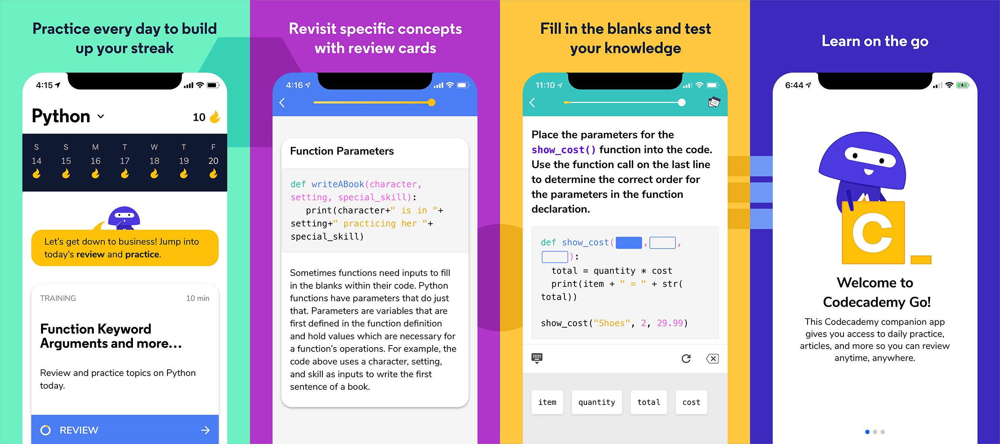 Practice every day to build
up your streak
4:15
Python
10
S S M T W T F
14 15 16 17 18 19 20
Let's get down to business! Jump into
today's review and practice.
TRAINING 10 min
Function Keyword
Arguments and more...
Review and practice topics on Python
today.
REVIEW
Revisit specific concepts
with review cards
4:16
Function Parameters
def writeABook(character,
setting, special_skill):
print(character+" is in "+
setting+" practicing her "+
special_skill)
Sometimes functions need inputs to fill
in the blanks within their code. Python
functions have parameters that do just
that. Parameters are variables that are
first defined in the function definition
and hold values which are necessary for
a function's operations. For example, the
code above uses a character, setting,
and skill as inputs to write the first
sentence of a book.
Fill in the blanks and test
your knowledge
11:10
Place the parameters for the
show_cost() function into the code.
Use the function call on the last line
to determine the correct order for
the parameters in the function
declaration.
def show_cost( , ,
):
total = quantity * cost
print(item + " = " + str(
total))
show_cost("Shoes", 2, 29.99)
item quantity total cost
Learn on the go
6:44
C
Welcome to
Codecademy Go!
This Codecademy companion app
gives you access to daily practice,
articles, and more so you can review
anytime, anywhere.